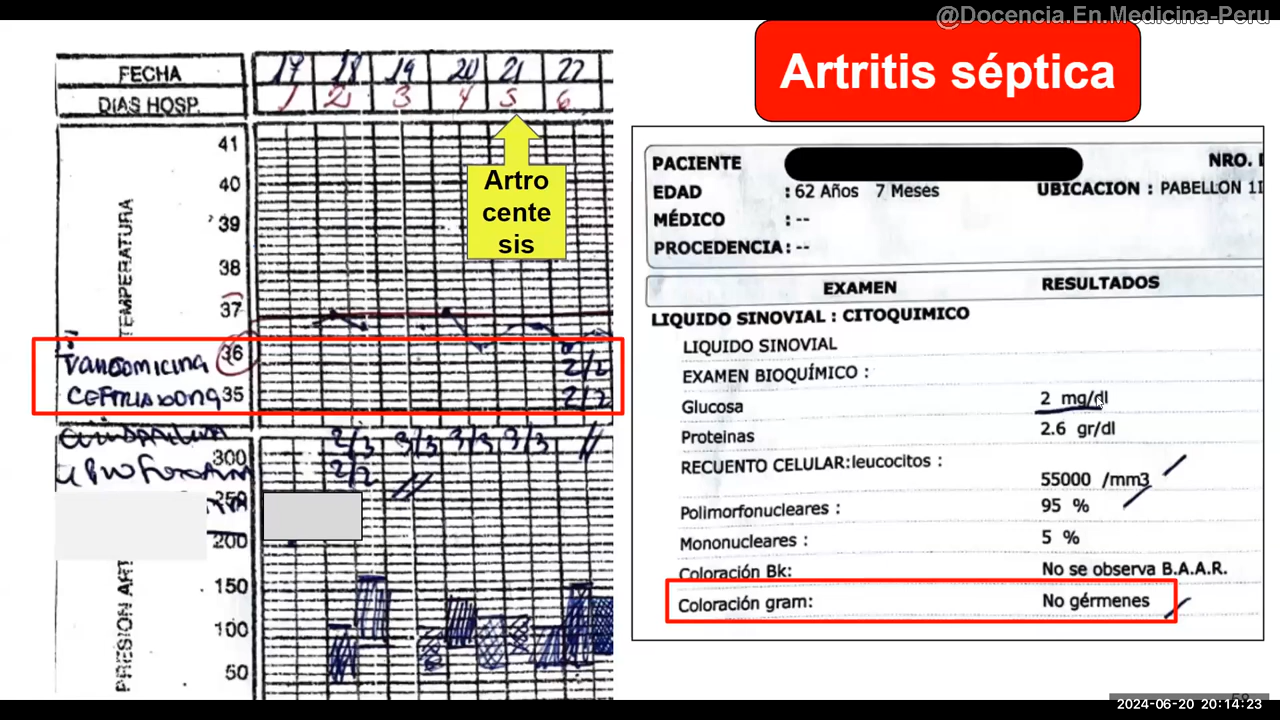 @Docencia.En.Medicina-Peru
Artritis séptica
FECHA 17 18 19 20 21 22
DIAS HOSP. 1 2 3 4 5 6
41
40
39
38
37
36
35
TEMPERATURA
Artro
cente
sis
Vancomicina 2/2
Ceftriaxona 2/2
2/3 3/3 3/3 3/3 //
2/2 //
300
250
200
150
100
50
PRESION ART
PACIENTE NRO.
EDAD : 62 Años 7 Meses UBICACION : PABELLON 1I
MÉDICO : --
PROCEDENCIA : --
EXAMEN RESULTADOS
LIQUIDO SINOVIAL : CITOQUIMICO
LIQUIDO SINOVIAL
EXAMEN BIOQUÍMICO :
Glucosa 2 mg/dl
Proteinas 2.6 gr/dl
RECUENTO CELULAR:leucocitos :
55000 /mm3
Polimorfonucleares : 95 %
Mononucleares : 5 %
Coloración Bk: No se observa B.A.A.R.
Coloración gram: No gérmenes
2024-06-20 20:14:23